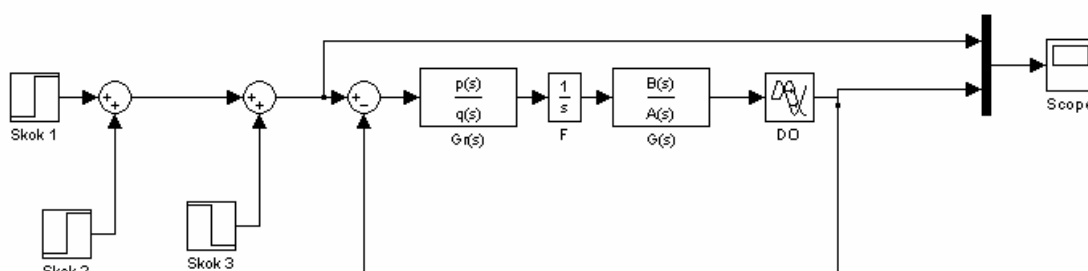 Skok 1
Skok 2
Skok 3
+
+
+
+
+
−
p(s)
q(s)
Gr(s)
1
s
F
B(s)
A(s)
G(s)
DO
Scope